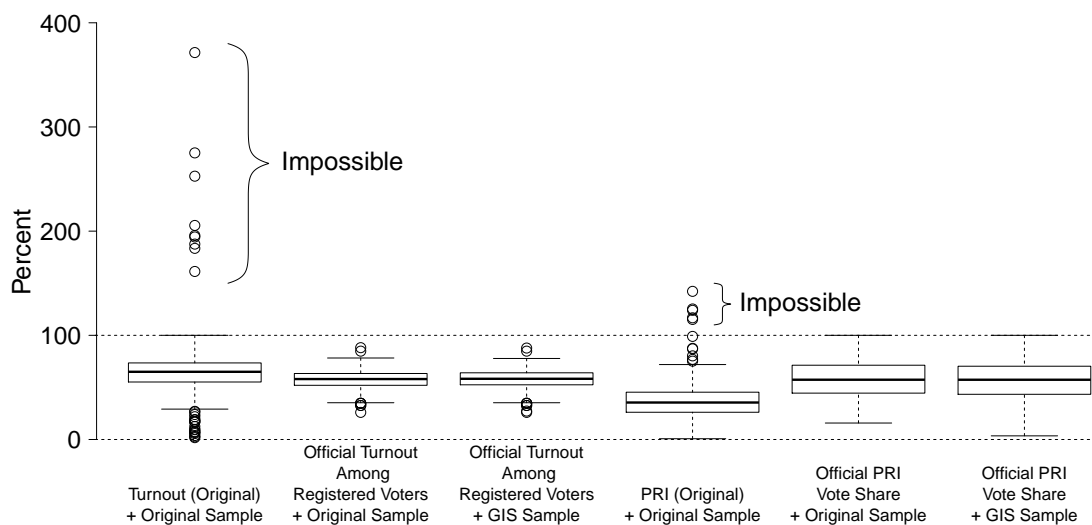 400
300
200
100
0
Percent
Impossible
Impossible
Turnout (Original)
+ Original Sample
Official Turnout
Among
Registered Voters
+ Original Sample
Official Turnout
Among
Registered Voters
+ GIS Sample
PRI (Original)
+ Original Sample
Official PRI
Vote Share
+ Original Sample
Official PRI
Vote Share
+ GIS Sample